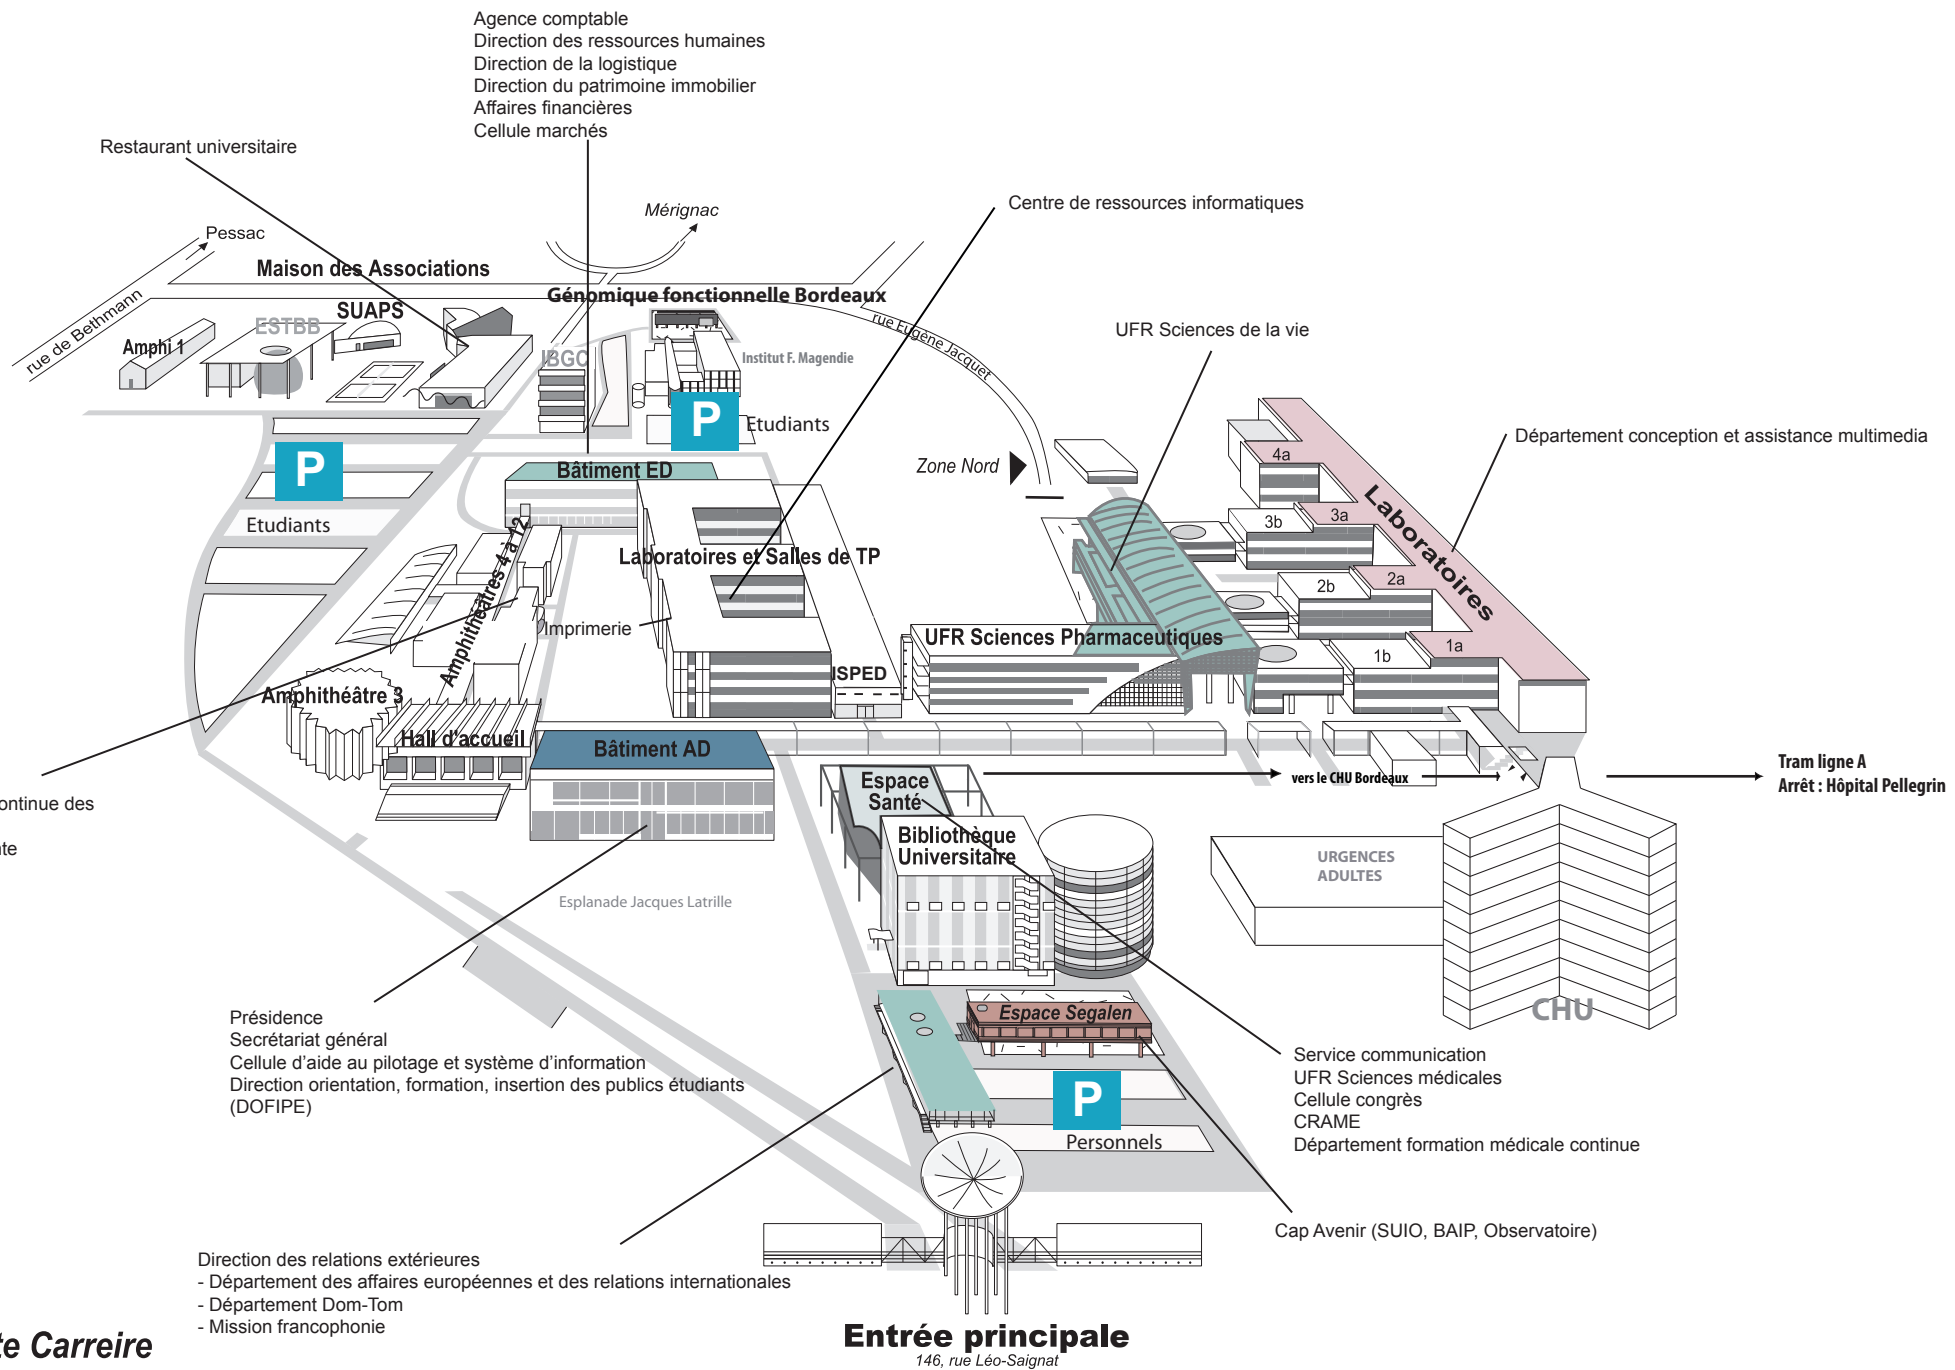 Agence comptable
Direction des ressources humaines
Direction de la logistique
Direction du patrimoine immobilier
Affaires financières
Cellule marchés
Restaurant universitaire
Centre de ressources informatiques
Mérignac
Pessac
Maison des Associations
Génomique fonctionnelle Bordeaux
rue de Bethmann
SUAPS
ESTBB
Amphi 1
IBGC
Institut F. Magendie
rue Eugène Jacquet
UFR Sciences de la vie
P
Etudiants
P
Etudiants
Département conception et assistance multimedia
Zone Nord
Bâtiment ED
4a
3a
3b
2a
2b
1a
1b
Laboratoires
Laboratoires et Salles de TP
Amphithéâtres 4 à 12
Imprimerie
UFR Sciences Pharmaceutiques
ISPED
Amphithéâtre 3
Hall d'accueil
Bâtiment AD
Espace
Santé
vers le CHU Bordeaux
Tram ligne A
Arrêt : Hôpital Pellegrin
ontinue des
te
Bibliothèque
Universitaire
URGENCES
ADULTES
Esplanade Jacques Latrille
CHU
Présidence
Secrétariat général
Cellule d'aide au pilotage et système d'information
Direction orientation, formation, insertion des publics étudiants
(DOFIPE)
Espace Segalen
Service communication
UFR Sciences médicales
Cellule congrès
CRAME
Département formation médicale continue
P
Personnels
Cap Avenir (SUIO, BAIP, Observatoire)
Direction des relations extérieures
- Département des affaires européennes et des relations internationales
- Département Dom-Tom
- Mission francophonie
te Carreire
Entrée principale
146, rue Léo-Saignat